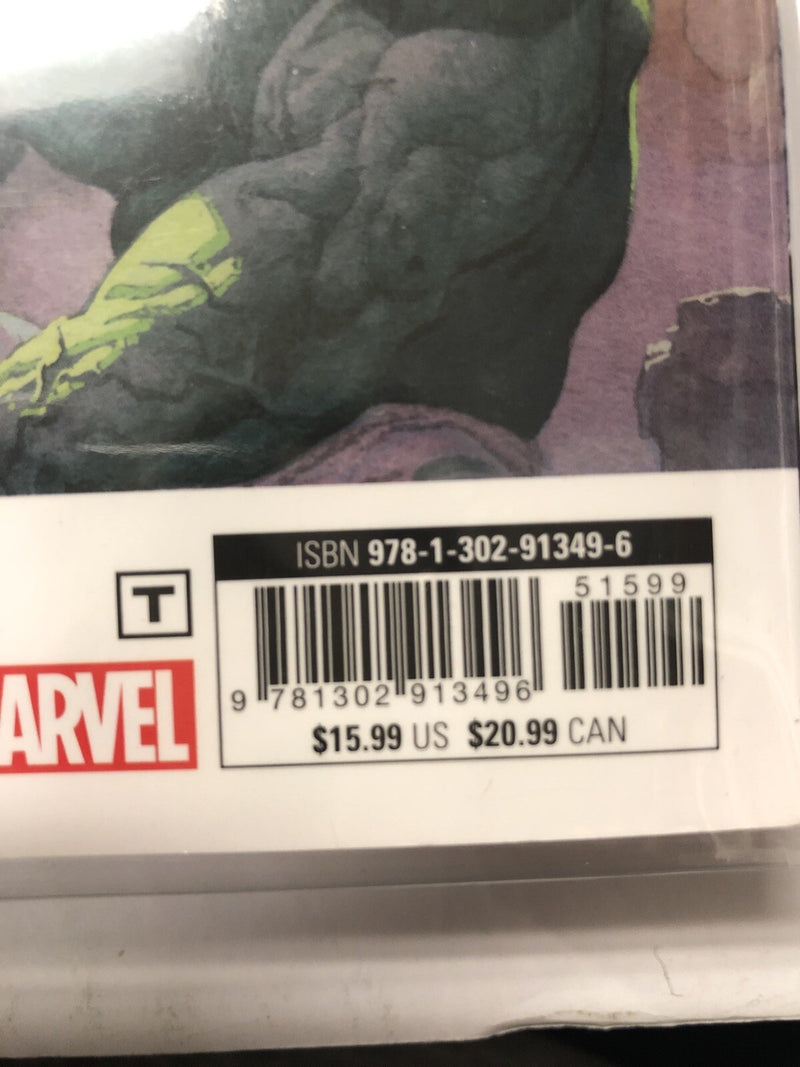 ISBN 978-1-302-91349-6
51599
T
9 781302 913496
ARVEL
$15.99 US $20.99 CAN